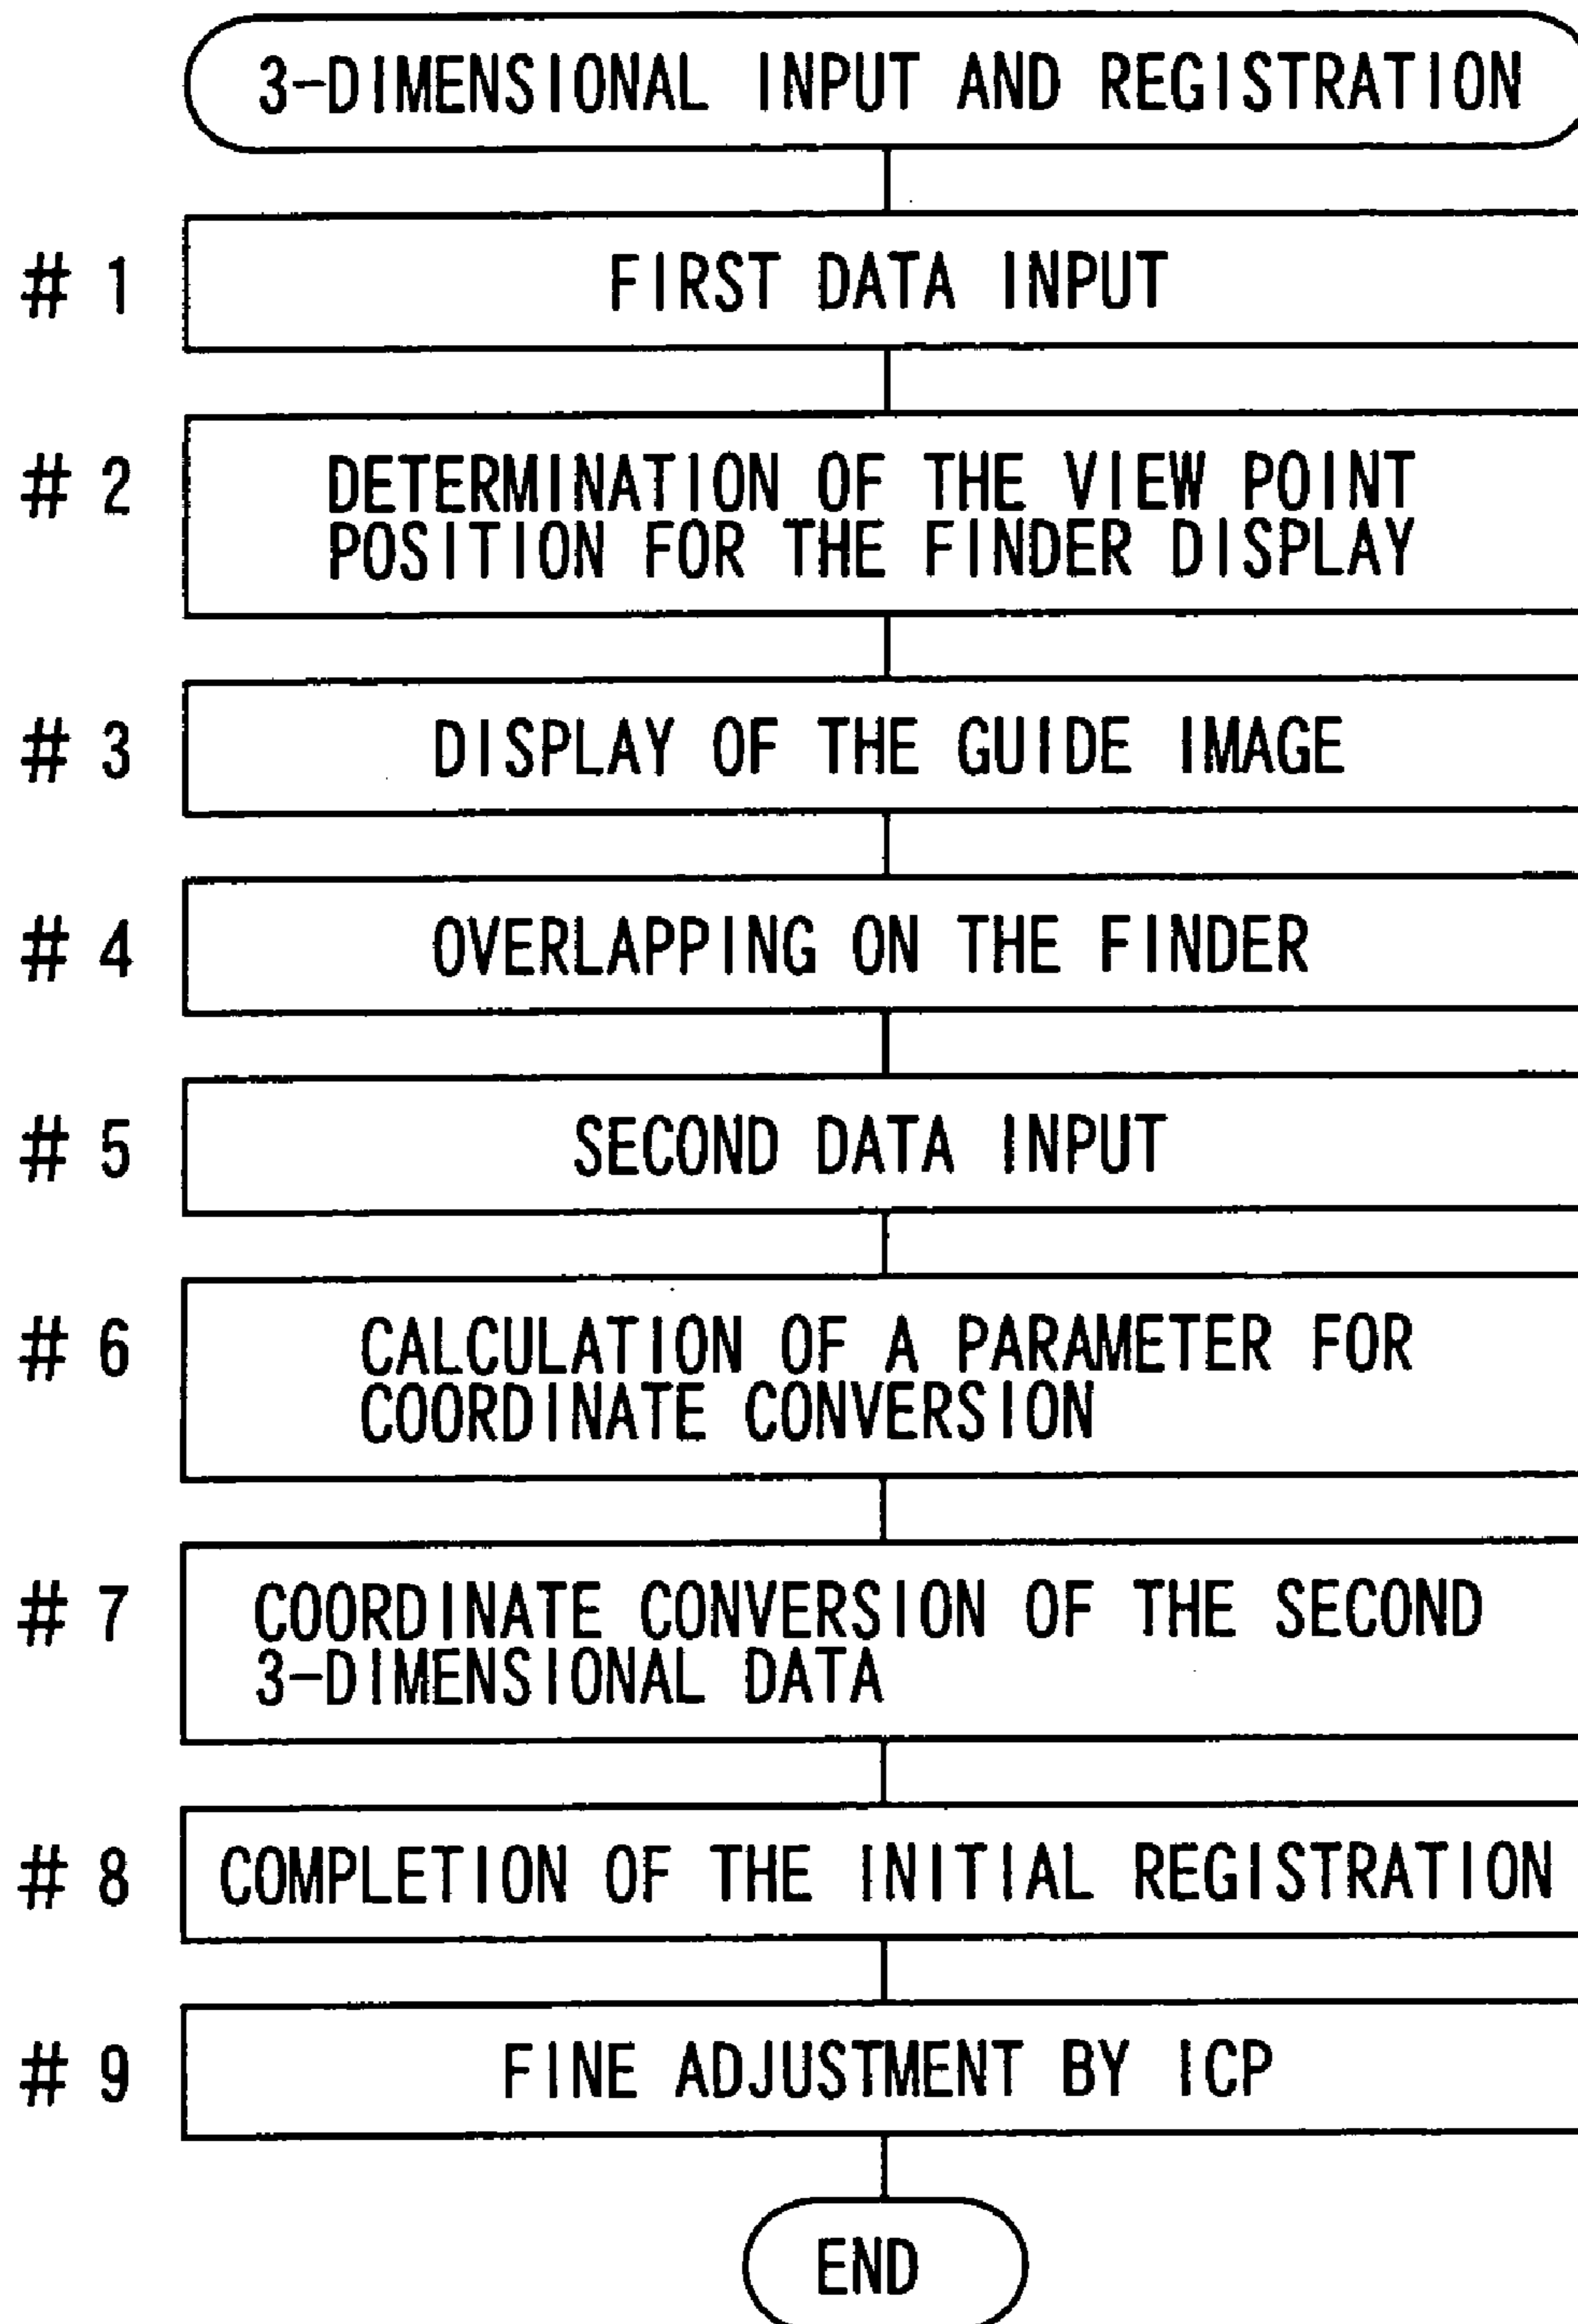 3-DIMENSIONAL INPUT AND REGISTRATION
# 1 FIRST DATA INPUT
# 2 DETERMINATION OF THE VIEW POINT
POSITION FOR THE FINDER DISPLAY
# 3 DISPLAY OF THE GUIDE IMAGE
# 4 OVERLAPPING ON THE FINDER
# 5 SECOND DATA INPUT
# 6 CALCULATION OF A PARAMETER FOR
COORDINATE CONVERSION
# 7 COORDINATE CONVERSION OF THE SECOND
3-DIMENSIONAL DATA
# 8 COMPLETION OF THE INITIAL REGISTRATION
# 9 FINE ADJUSTMENT BY ICP
END